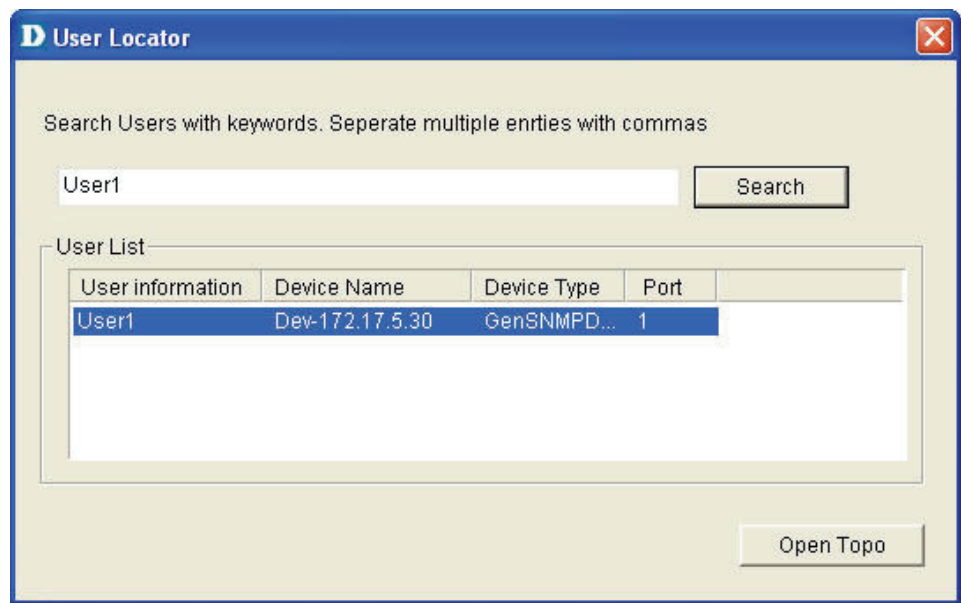 D User Locator
Search Users with keywords. Seperate multiple enrties with commas
User1 Search
User List
User information Device Name Device Type Port
User1 Dev-172.17.5.30 GenSNMPD... 1
Open Topo